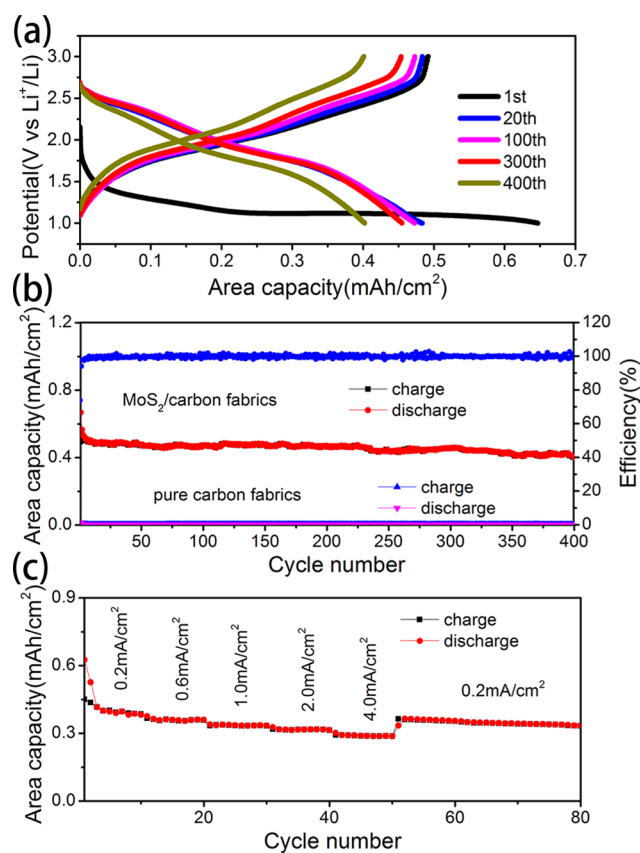 (a)
Potential(V vs Li⁺/Li)
3.0
2.5
2.0
1.5
1.0
1st
20th
100th
300th
400th
0.0 0.1 0.2 0.3 0.4 0.5 0.6 0.7
Area capacity(mAh/cm²)
(b)
Area capacity(mAh/cm²)
1.2
0.8
0.4
0.0
120
100
80
60
40
20
0
Efficiency(%)
MoS₂/carbon fabrics
charge
discharge
pure carbon fabrics
charge
discharge
50 100 150 200 250 300 350 400
Cycle number
(c)
Area capacity(mAh/cm²)
0.9
0.6
0.3
0.0
0.2mA/cm²
0.6mA/cm²
1.0mA/cm²
2.0mA/cm²
4.0mA/cm²
charge
discharge
0.2mA/cm²
20 40 60 80
Cycle number